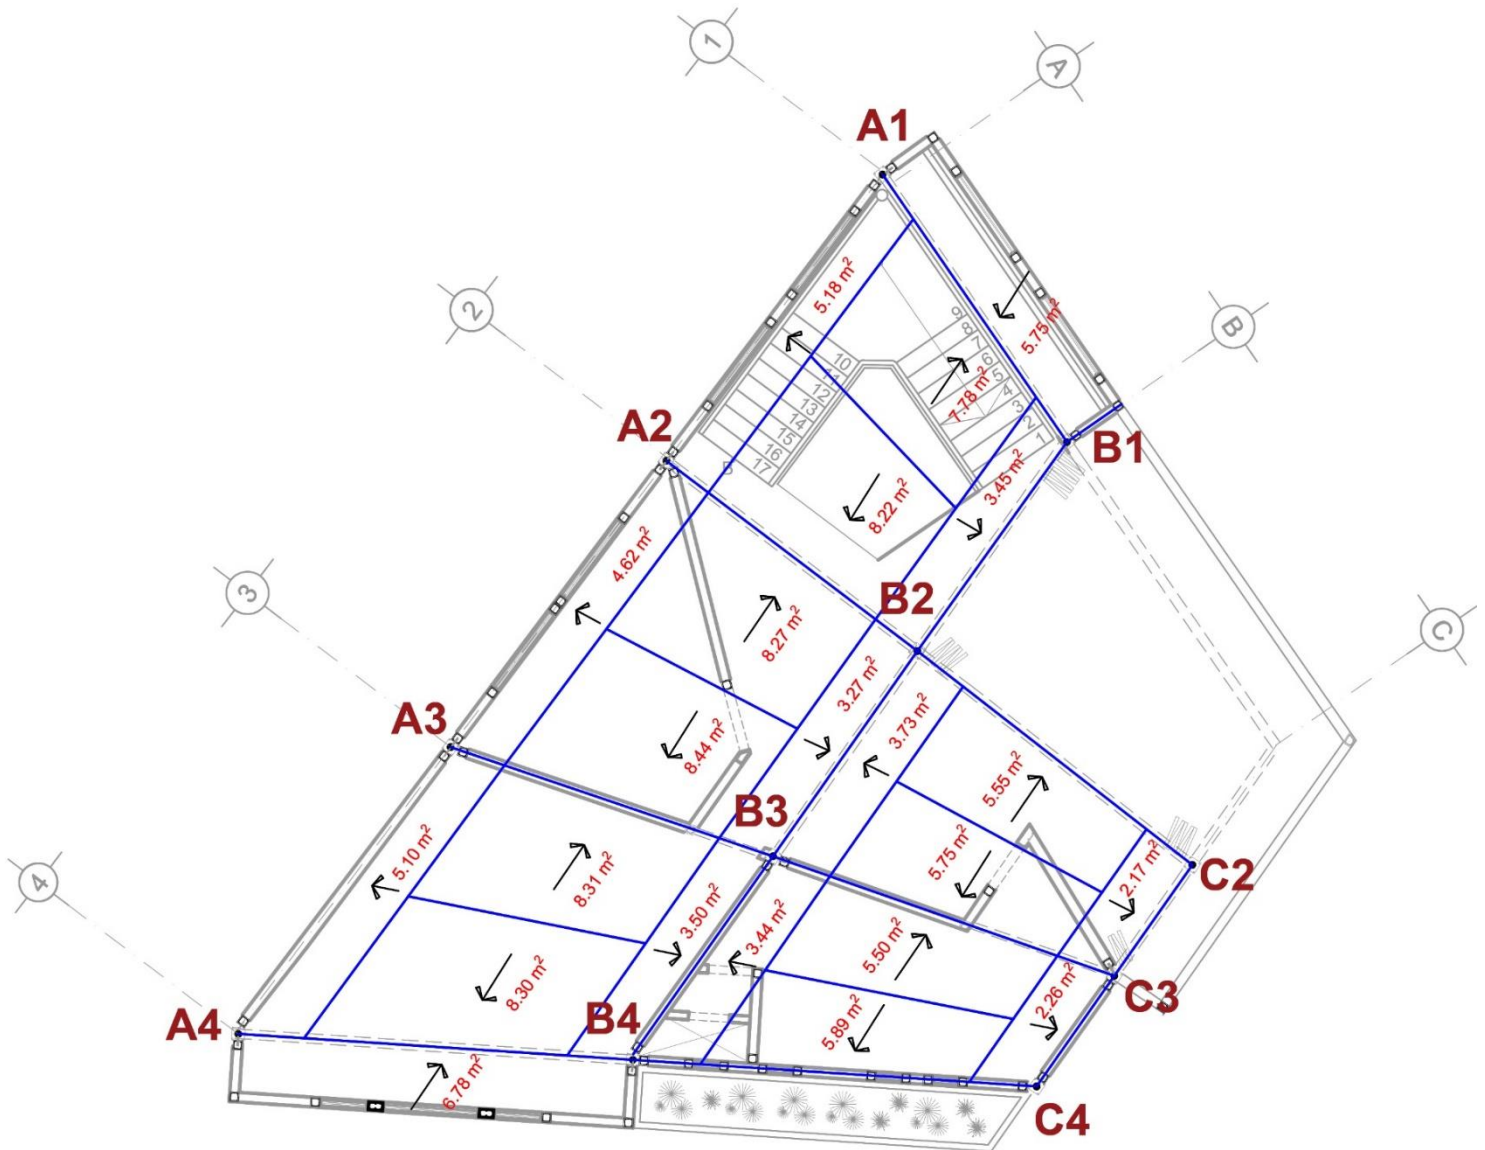 1
A
A1
2
5.18 m²
5.75 m²
B
9
8
7
6
5
4
3
2
1
7.78 m²
10
11
12
13
14
15
16
17
A2
B1
3.45 m²
8.22 m²
3
4.62 m²
B2
8.27 m²
C
3.27 m²
3.73 m²
A3
8.44 m²
5.55 m²
B3
5.10 m²
4
8.31 m²
5.75 m²
2.17 m²
C2
3.50 m²
3.44 m²
5.50 m²
8.30 m²
2.26 m²
C3
A4
B4
5.89 m²
6.78 m²
C4